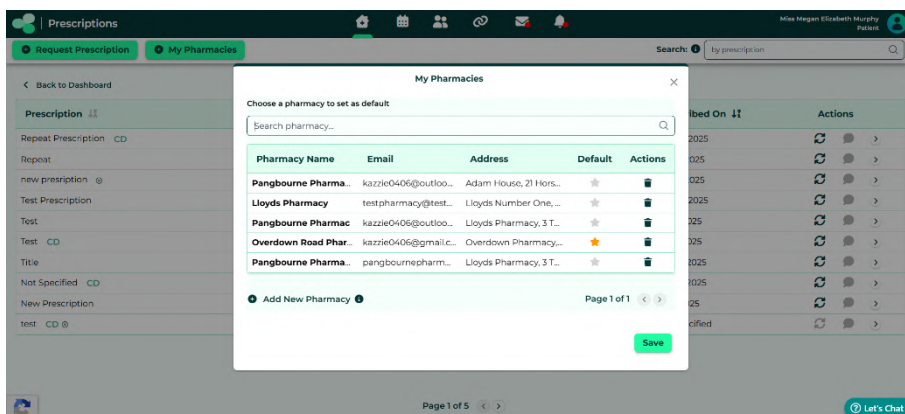 Prescriptions
Miss Megan Elizabeth Murphy
Patient
Request Prescription
My Pharmacies
Search:
by prescription
Back to Dashboard
My Pharmacies
Choose a pharmacy to set as default
Search pharmacy...
Pharmacy Name Email Address Default Actions
Pangbourne Pharma... kazzie0406@outloo... Adam House, 21 Hors...
Lloyds Pharmacy testpharmacy@test... Lloyds Number One, ...
Pangbourne Pharmac kazzie0406@outloo... Lloyds Pharmacy, 3 T...
Overdown Road Phar... kazzie0406@gmail.c... Overdown Pharmacy,...
Pangbourne Pharma... pangbournepharm... Lloyds Pharmacy, 3 T...
Add New Pharmacy
Page 1 of 1
Save
Prescription ibed On Actions
Repeat Prescription CD 2025
Repeat 025
new presription 025
Test Prescription 2025
Test 025
Test CD 025
Title 2025
Not Specified CD 2025
New Prescription 025
test CD cified
Page 1 of 5
Let's Chat